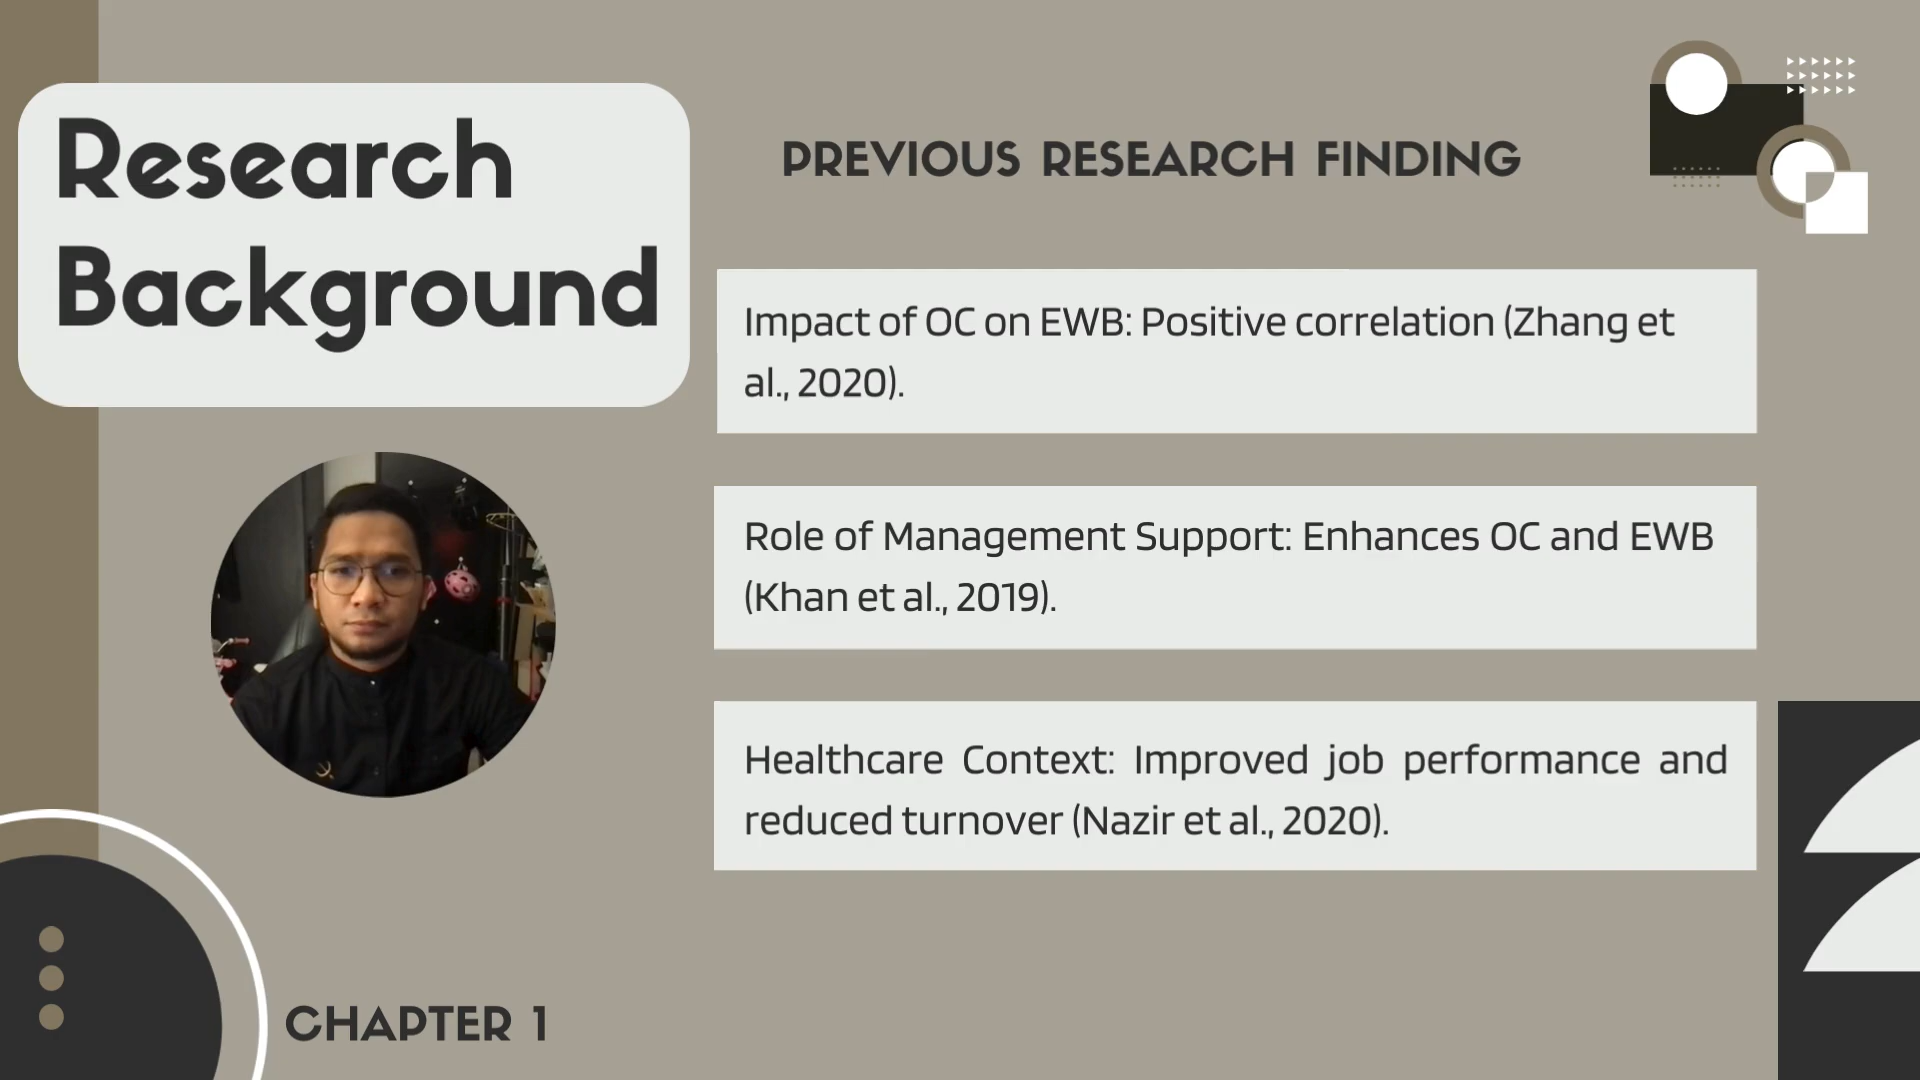 Research
Background
PREVIOUS RESEARCH FINDING
Impact of OC on EWB: Positive correlation (Zhang et
al., 2020).
Role of Management Support: Enhances OC and EWB
(Khan et al., 2019).
Healthcare Context: Improved job performance and
reduced turnover (Nazir et al., 2020).
CHAPTER 1